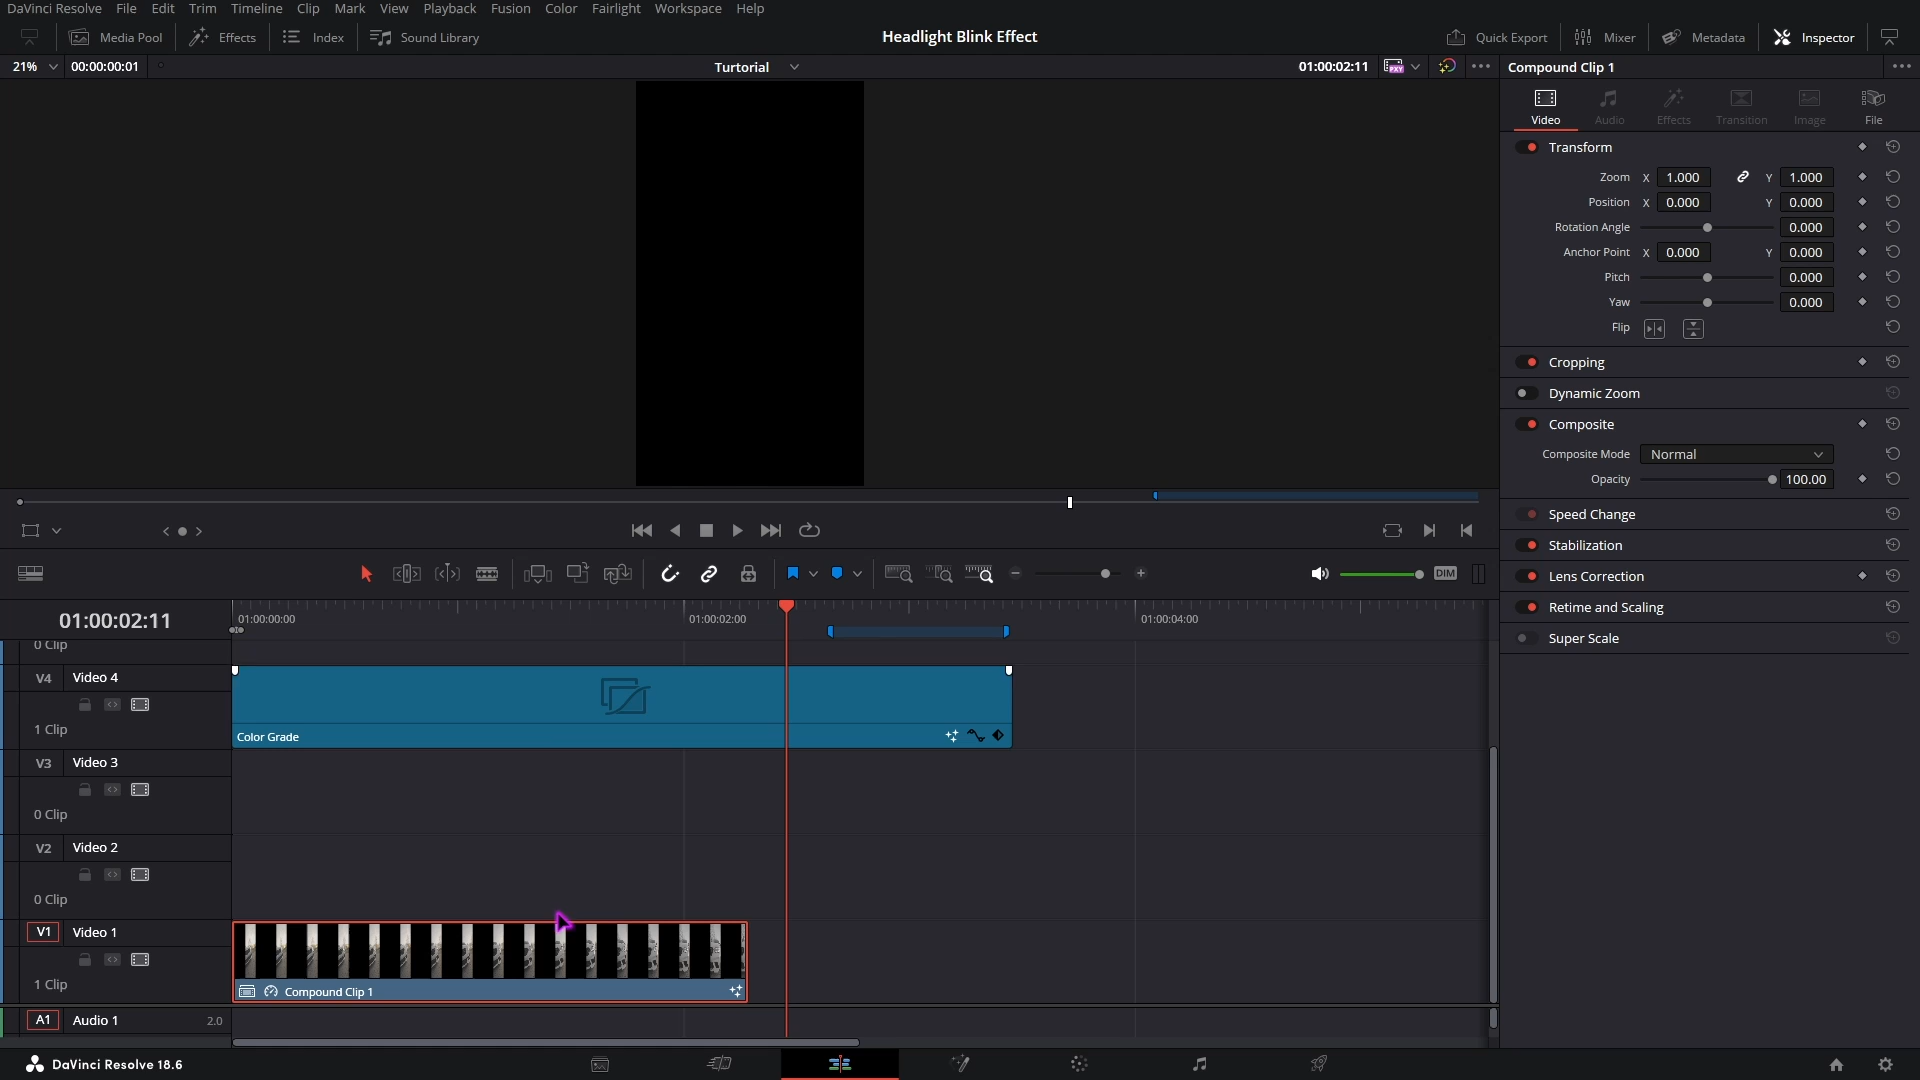 DaVinci Resolve File Edit Trim Timeline Clip Mark View Playback Fusion Color Fairlight Workspace Help
Media Pool Effects Index Sound Library Headlight Blink Effect Quick Export Mixer Metadata Inspector
21% 00:00:00:01 Turtorial 01:00:02:11 PXY Compound Clip 1
Video Audio Effects Transition Image File
Transform
Zoom X 1.000 Y 1.000
Position X 0.000 Y 0.000
Rotation Angle 0.000
Anchor Point X 0.000 Y 0.000
Pitch 0.000
Yaw 0.000
Flip
Cropping
Dynamic Zoom
Composite
Composite Mode Normal
Opacity 100.00
Speed Change
Stabilization
Lens Correction
Retime and Scaling
Super Scale
DIM
01:00:02:11 01:00:00:00 01:00:02:00 01:00:04:00
0 Clip
V4 Video 4
1 Clip
Color Grade
V3 Video 3
0 Clip
V2 Video 2
0 Clip
V1 Video 1
1 Clip
Compound Clip 1
A1 Audio 1 2.0
DaVinci Resolve 18.6